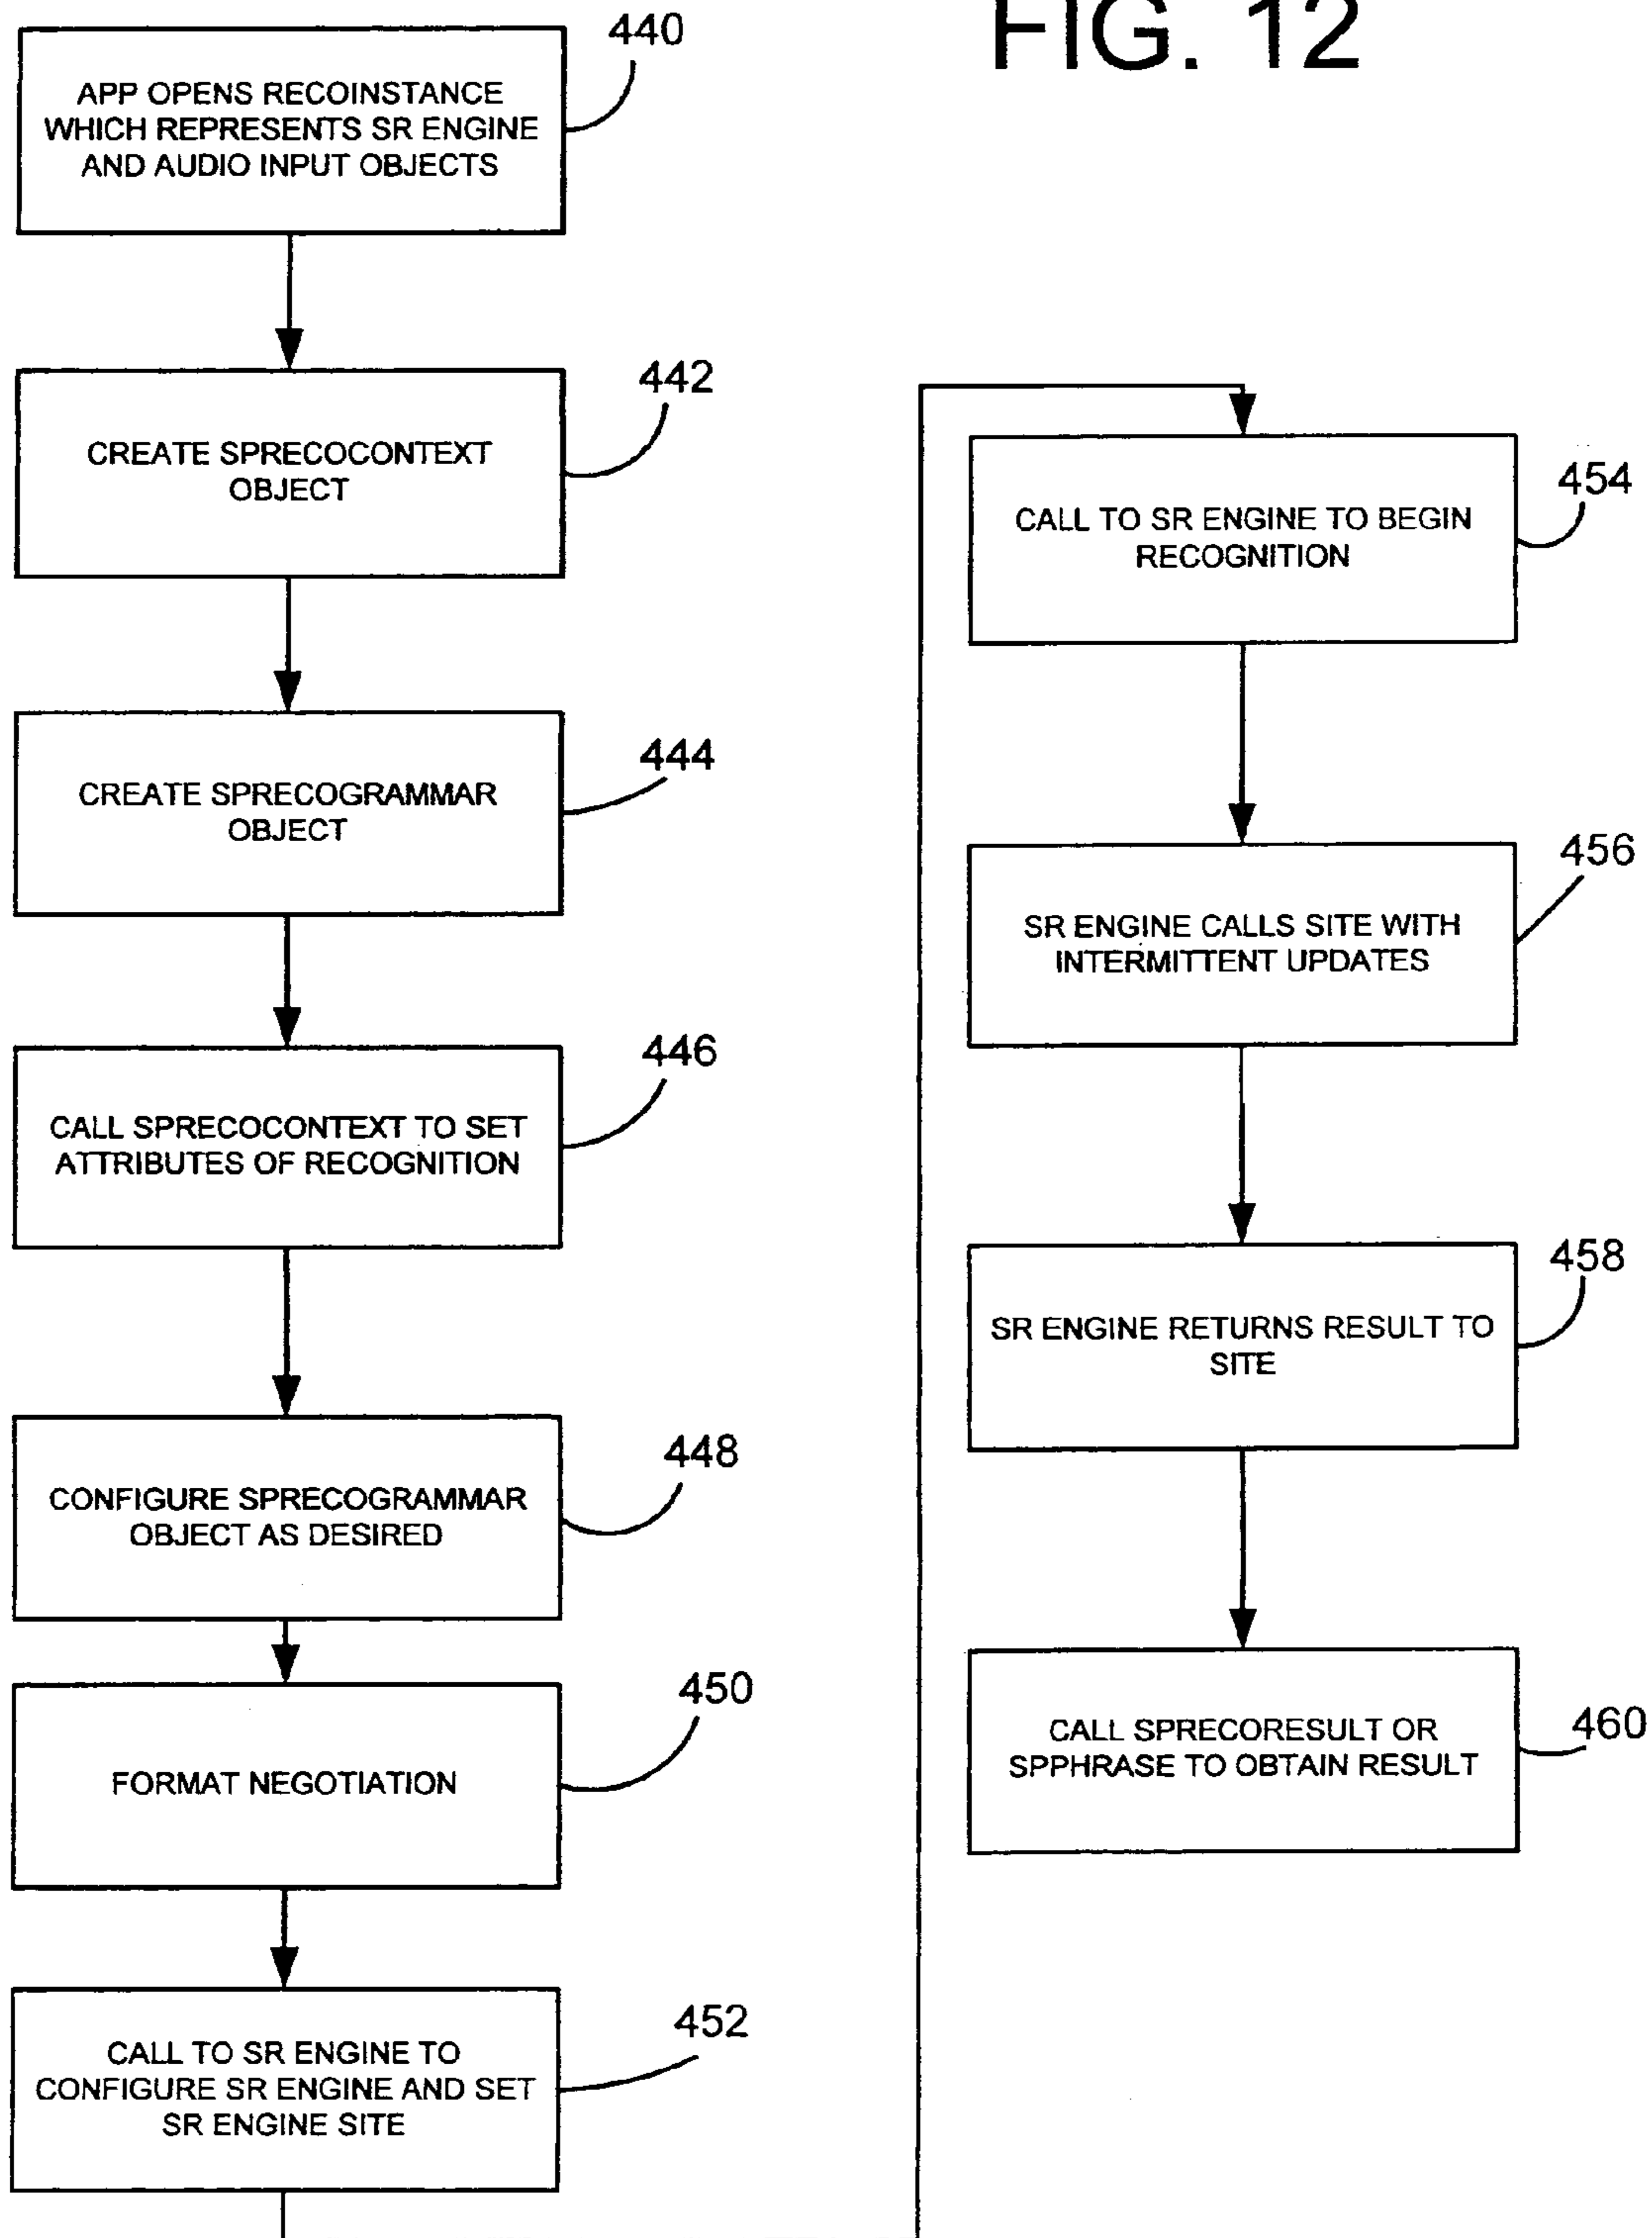 FIG. 12
440
APP OPENS RECOINSTANCE
WHICH REPRESENTS SR ENGINE
AND AUDIO INPUT OBJECTS
442
CREATE SPRECOCONTEXT
OBJECT
444
CREATE SPRECOGRAMMAR
OBJECT
446
CALL SPRECOCONTEXT TO SET
ATTRIBUTES OF RECOGNITION
448
CONFIGURE SPRECOGRAMMAR
OBJECT AS DESIRED
450
FORMAT NEGOTIATION
452
CALL TO SR ENGINE TO
CONFIGURE SR ENGINE AND SET
SR ENGINE SITE
454
CALL TO SR ENGINE TO BEGIN
RECOGNITION
456
SR ENGINE CALLS SITE WITH
INTERMITTENT UPDATES
458
SR ENGINE RETURNS RESULT TO
SITE
460
CALL SPRECORESULT OR
SPPHRASE TO OBTAIN RESULT